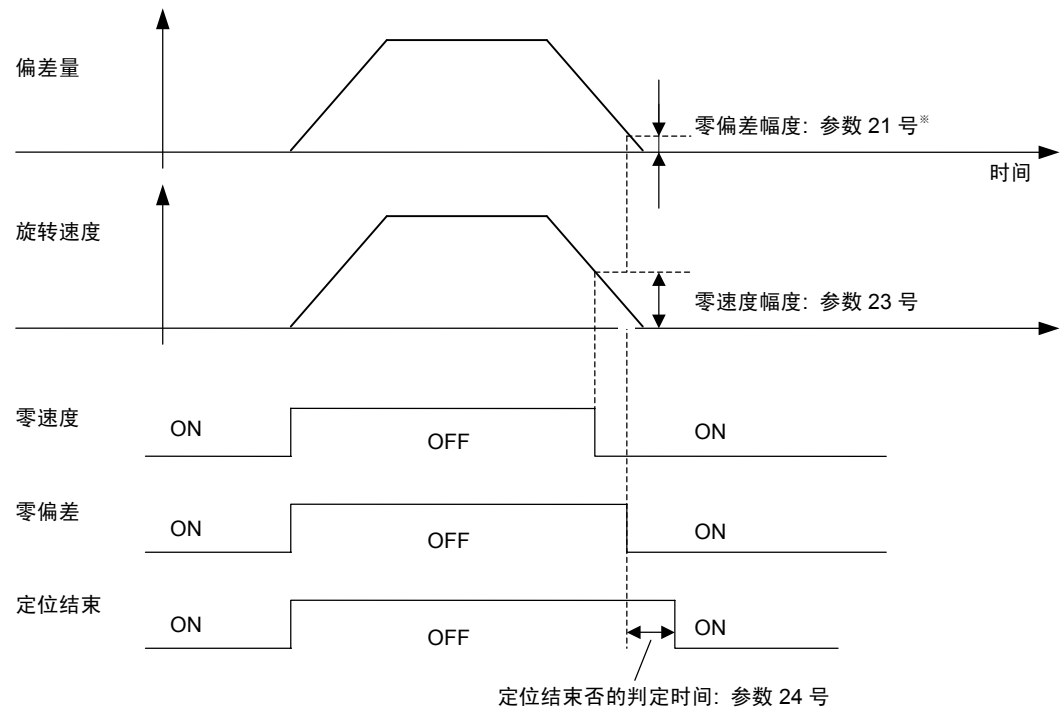 偏差量
零偏差幅度: 参数 21 号※
时间
旋转速度
零速度幅度: 参数 23 号
零速度
ON
OFF
ON
零偏差
ON
OFF
ON
定位结束
ON
OFF
ON
定位结束否的判定时间: 参数 24 号